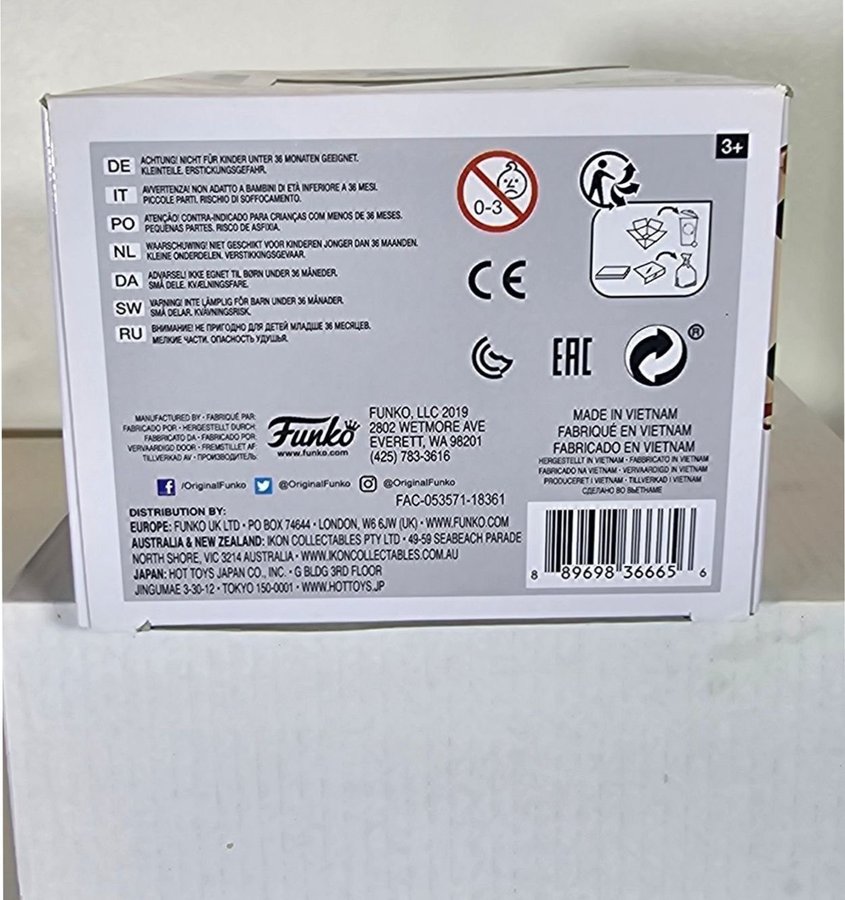 3+
DE ACHTUNG! NICHT FÜR KINDER UNTER 36 MONATEN GEEIGNET.
KLEINTEILE. ERSTICKUNGSGEFAHR.
IT AVVERTENZA! NON ADATTO A BAMBINI DI ETÀ INFERIORE A 36 MESI.
PICCOLE PARTI. RISCHIO DI SOFFOCAMENTO.
PO ATENÇÃO! CONTRA-INDICADO PARA CRIANÇAS COM MENOS DE 36 MESES.
PEQUENAS PARTES. RISCO DE ASFIXIA.
NL WAARSCHUWING! NIET GESCHIKT VOOR KINDEREN JONGER DAN 36 MAANDEN.
KLEINE ONDERDELEN. VERSTIKKINGSGEVAAR.
DA ADVARSEL! IKKE EGNET TIL BØRN UNDER 36 MÅNEDER.
SMÅ DELE. KVÆLNINGSFARE.
SW VARNING! INTE LÄMPLIG FÖR BARN UNDER 36 MÅNADER.
SMÅ DELAR. KVÄVNINGSRISK.
RU ВНИМАНИЕ! НЕ ПРИГОДНО ДЛЯ ДЕТЕЙ МЛАДШЕ 36 МЕСЯЦЕВ.
МЕЛКИЕ ЧАСТИ. ОПАСНОСТЬ УДУШЬЯ.
0-3
CE
EAC
®
MANUFACTURED BY • FABRIQUÉ PAR:
FABRICADO POR • HERGESTELLT DURCH:
FABBRICATO DA • FABRICADO POR:
VERVAARDIGD DOOR • FREMSTILLET AF:
TILLVERKAD AV • ПРОИЗВОДИТЕЛЬ:
Funko
www.funko.com
FUNKO, LLC 2019
2802 WETMORE AVE
EVERETT, WA 98201
(425) 783-3616
/OriginalFunko @OriginalFunko @OriginalFunko
FAC-053571-18361
MADE IN VIETNAM
FABRIQUÉ EN VIETNAM
FABRICADO EN VIETNAM
HERGESTELLT IN VIETNAM • FABBRICATO IN VIETNAM
FABRICADO NA VIETNAM • VERVAARDIGD IN VIETNAM
PRODUCERET I VIETNAM • TILLVERKAD I VIETNAM
СДЕЛАНО ВО ВЬЕТНАМЕ
DISTRIBUTION BY:
EUROPE: FUNKO UK LTD • PO BOX 74644 • LONDON, W6 6JW (UK) • WWW.FUNKO.COM
AUSTRALIA & NEW ZEALAND: IKON COLLECTABLES PTY LTD • 49-59 SEABEACH PARADE
NORTH SHORE, VIC 3214 AUSTRALIA • WWW.IKONCOLLECTABLES.COM.AU
JAPAN: HOT TOYS JAPAN CO., INC. • G BLDG 3RD FLOOR
JINGUMAE 3-30-12 • TOKYO 150-0001 • WWW.HOTTOYS.JP
8 89698 36665 6